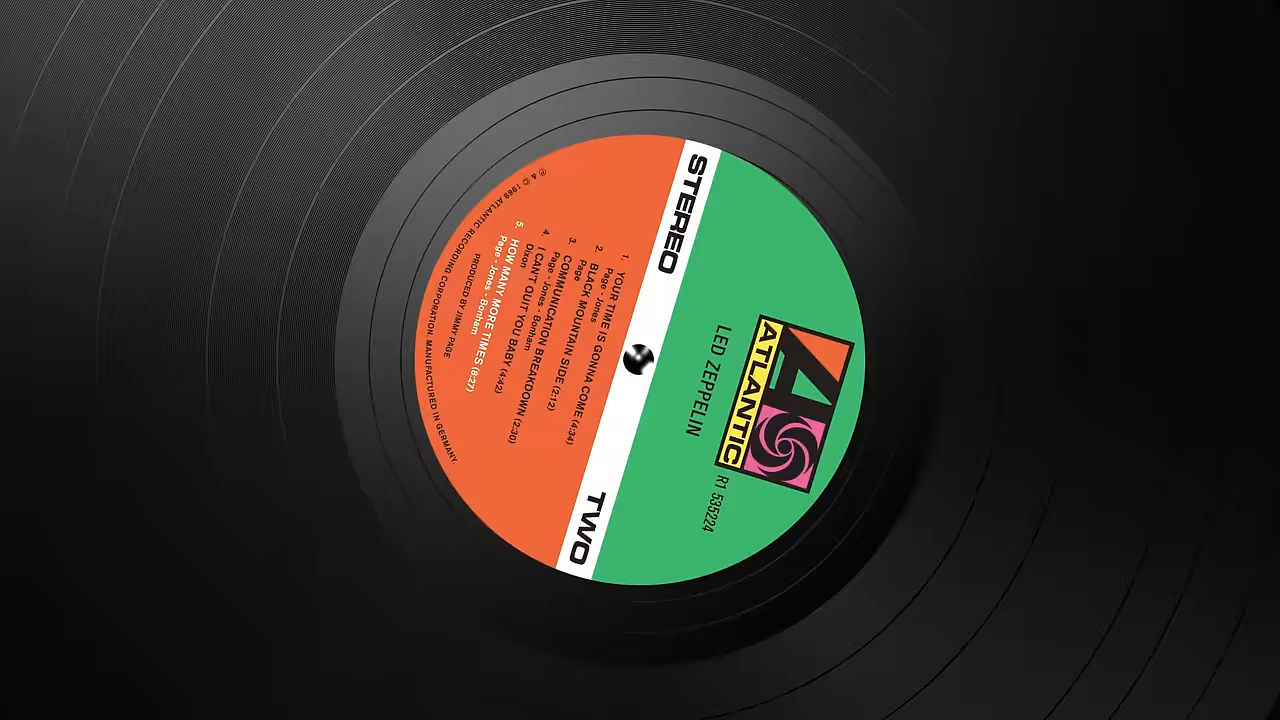 ATLANTIC
LED ZEPPELIN
R1 535224
STEREO
TWO
1. YOUR TIME IS GONNA COME (4:34)
Page - Jones
2. BLACK MOUNTAIN SIDE (2:12)
Page
3. COMMUNICATION BREAKDOWN (2:30)
Page - Jones - Bonham
4. I CAN'T QUIT YOU BABY (4:42)
Dixon
5. HOW MANY MORE TIMES (8:27)
Page - Jones - Bonham
PRODUCED BY JIMMY PAGE
℗ & © 1969 ATLANTIC RECORDING CORPORATION. MANUFACTURED IN GERMANY.